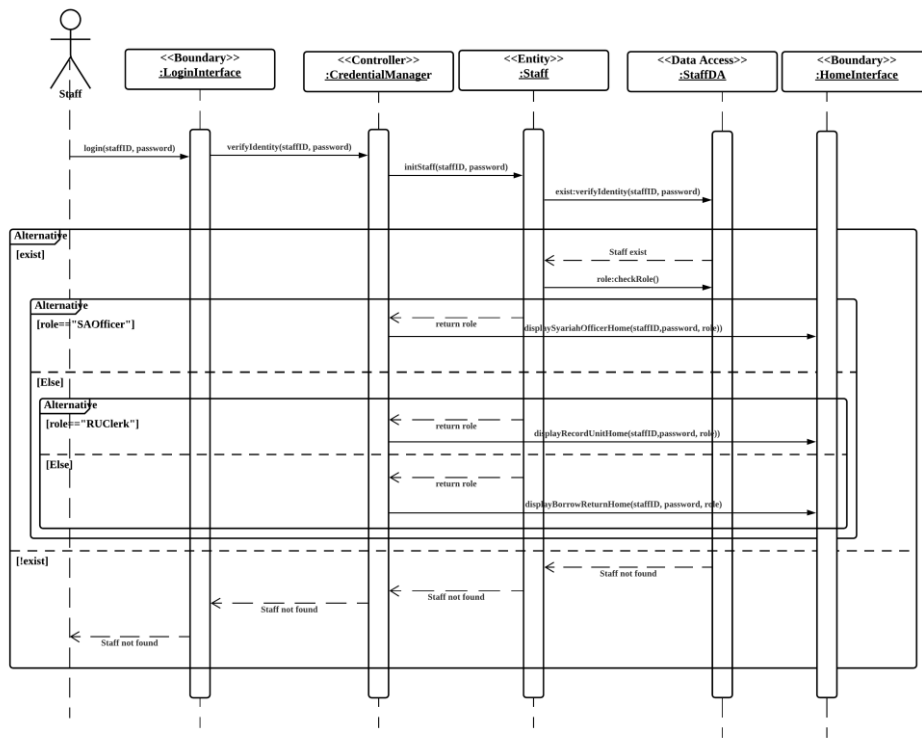 <<Boundary>>
:LoginInterface
<<Controller>>
:CredentialManager
<<Entity>>
:Staff
<<Data Access>>
:StaffDA
<<Boundary>>
:HomeInterface
Staff
login(staffID, password)
verifyIdentity(staffID, password)
initStaff(staffID, password)
exist:verifyIdentity(staffID, password)
Alternative
[exist]
Staff exist
role:checkRole()
Alternative
[role=="SAOfficer"]
return role
displaySyariahOfficerHome(staffID,password, role))
[Else]
Alternative
[role=="RUClerk"]
return role
displayRecordUnitHome(staffID,password, role))
[Else]
return role
displayBorrowReturnHome(staffID, password, role)
[!exist]
Staff not found
Staff not found
Staff not found
Staff not found